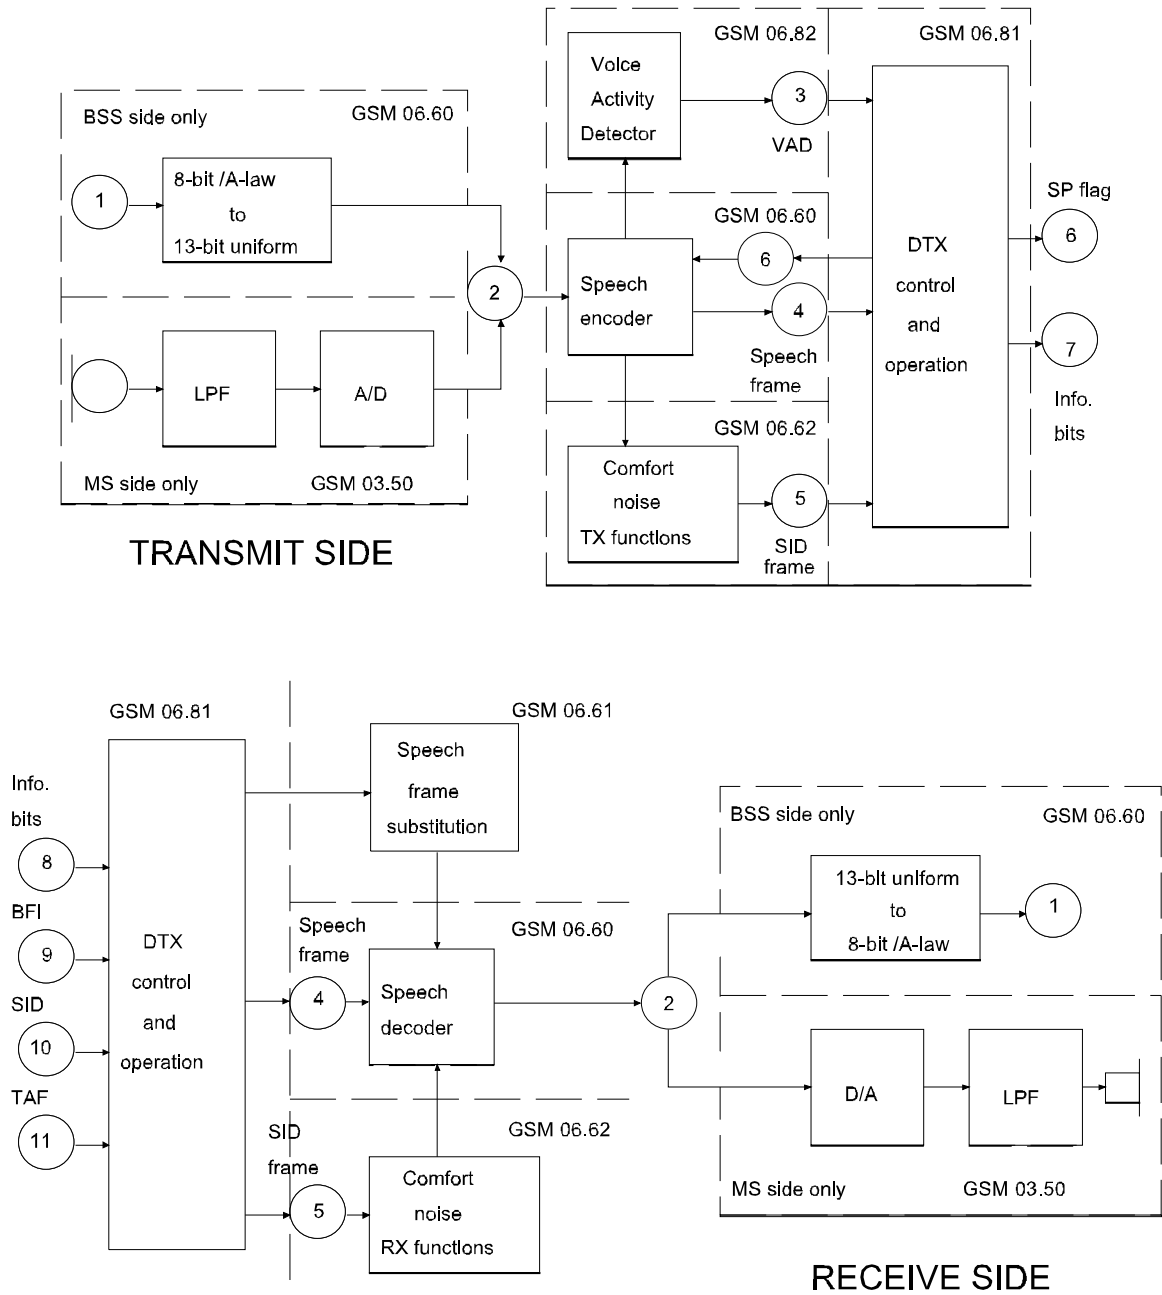 GSM 06.82
GSM 06.81
Volce
Activity
Detector
3
VAD
BSS side only
GSM 06.60
1
8-bit /A-law
to
13-bit uniform
2
GSM 06.60
Speech
encoder
6
4
Speech
frame
DTX
control
and
operation
SP flag
6
7
Info.
bits
LPF
A/D
MS side only
GSM 03.50
GSM 06.62
Comfort
noise
TX functions
5
SID
frame
TRANSMIT SIDE
GSM 06.81
GSM 06.61
Info.
bits
8
BFI
9
SID
10
TAF
11
DTX
control
and
operation
Speech
frame
substitution
Speech
frame
4
GSM 06.60
Speech
decoder
SID
frame
5
GSM 06.62
Comfort
noise
RX functions
2
BSS side only
GSM 06.60
13-blt unlform
to
8-bit /A-law
1
D/A
LPF
MS side only
GSM 03.50
RECEIVE SIDE